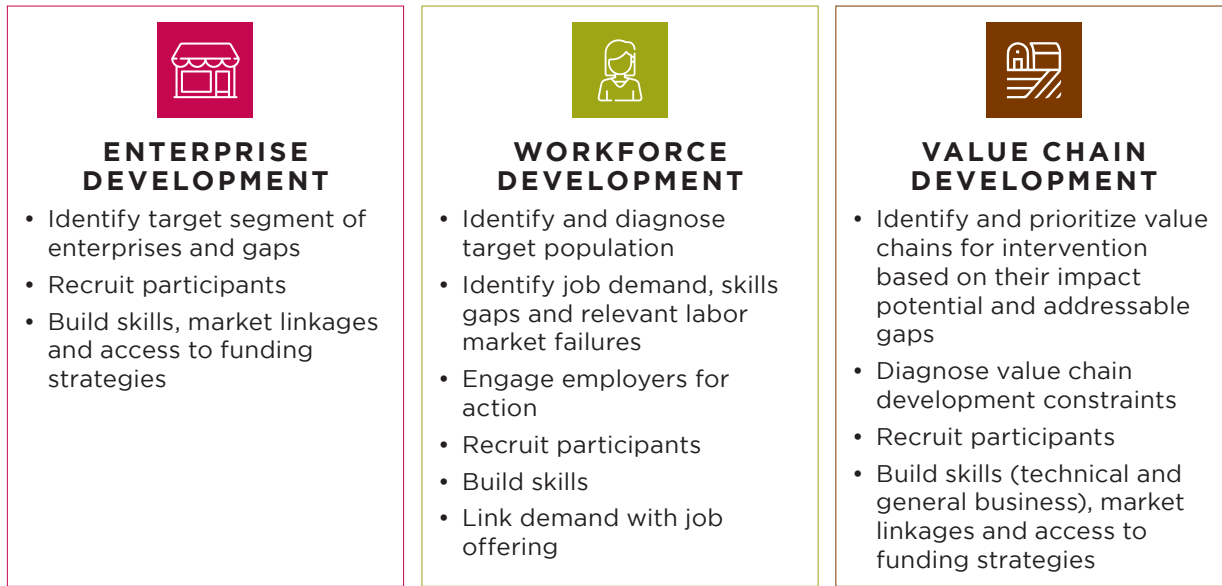 ENTERPRISE
DEVELOPMENT
• Identify target segment of
enterprises and gaps
• Recruit participants
• Build skills, market linkages
and access to funding
strategies
WORKFORCE
DEVELOPMENT
• Identify and diagnose
target population
• Identify job demand, skills
gaps and relevant labor
market failures
• Engage employers for
action
• Recruit participants
• Build skills
• Link demand with job
offering
VALUE CHAIN
DEVELOPMENT
• Identify and prioritize value
chains for intervention
based on their impact
potential and addressable
gaps
• Diagnose value chain
development constraints
• Recruit participants
• Build skills (technical and
general business), market
linkages and access to
funding strategies